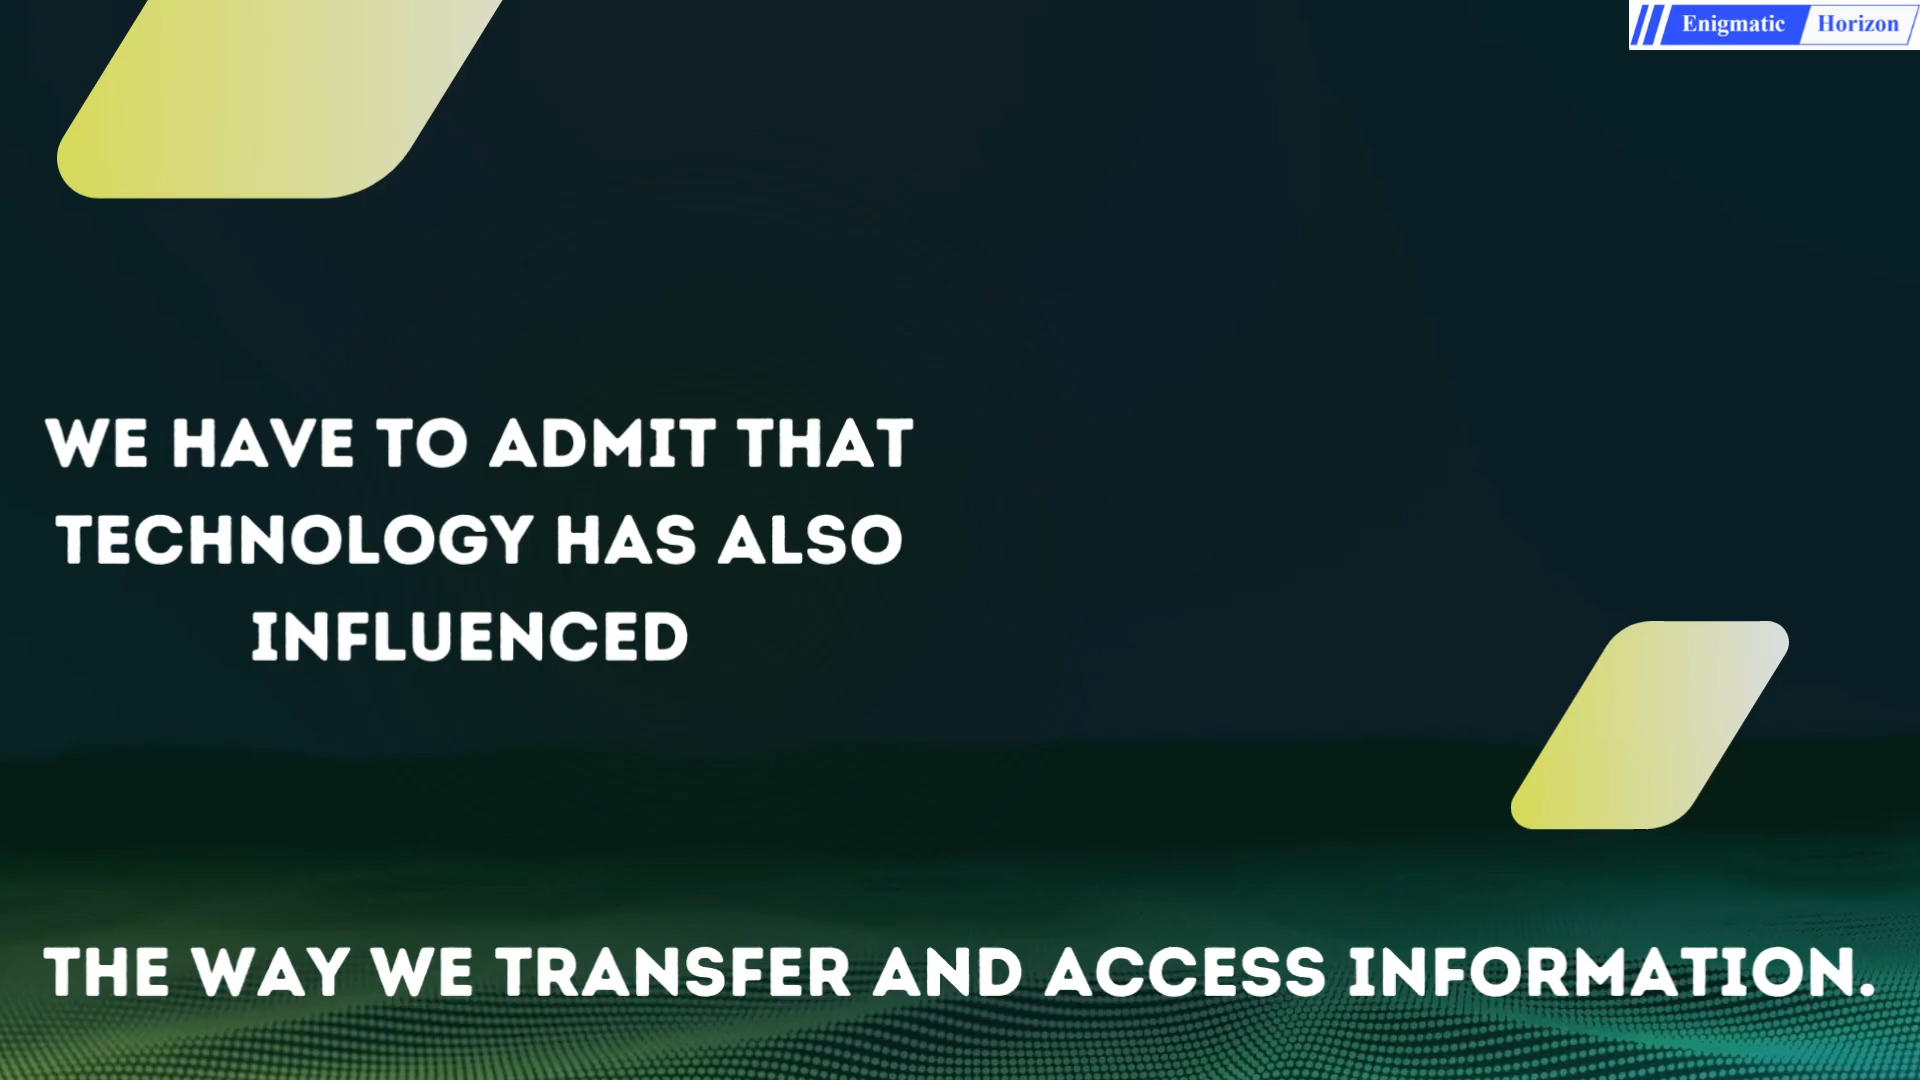 Enigmatic Horizon
WE HAVE TO ADMIT THAT
TECHNOLOGY HAS ALSO
INFLUENCED
THE WAY WE TRANSFER AND ACCESS INFORMATION.